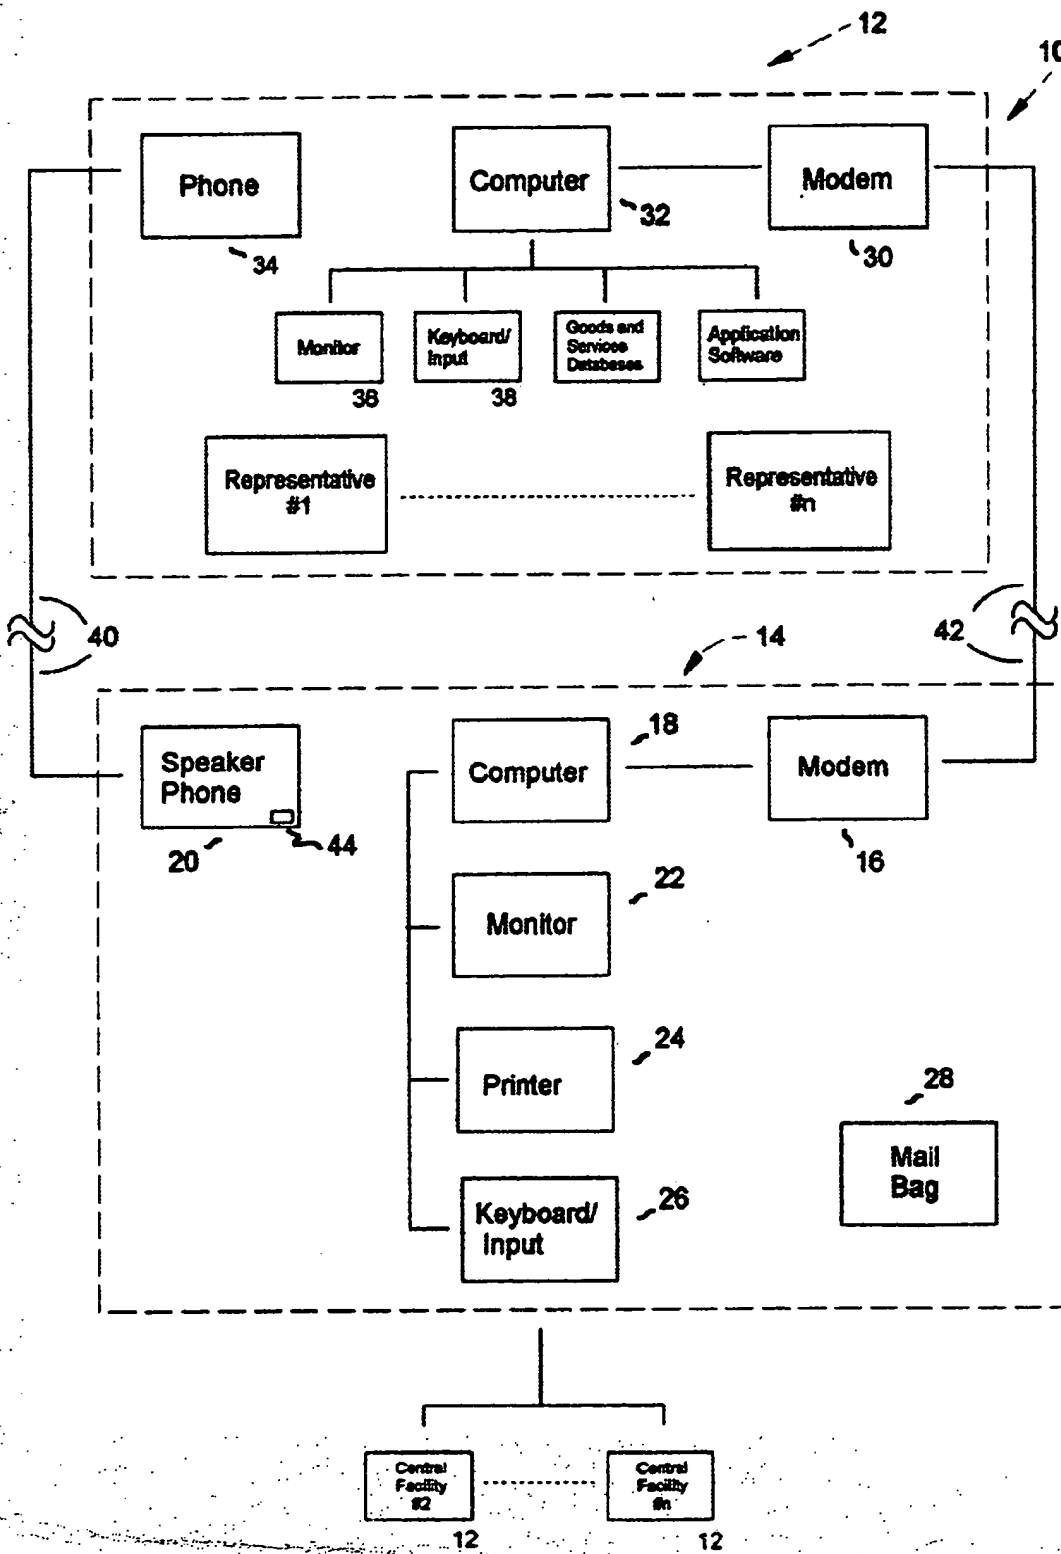 12
10
Phone
Computer
Modem
34
32
30
Monitor
Keyboard/
Input
Goods and
Services
Databases
Application
Software
38
38
Representative
#1
Representative
#n
40
42
14
Speaker
Phone
44
20
Computer
18
Modem
16
Monitor
22
Printer
24
Keyboard/
Input
26
28
Mail
Bag
Central
Facility
#2
Central
Facility
#n
12
12